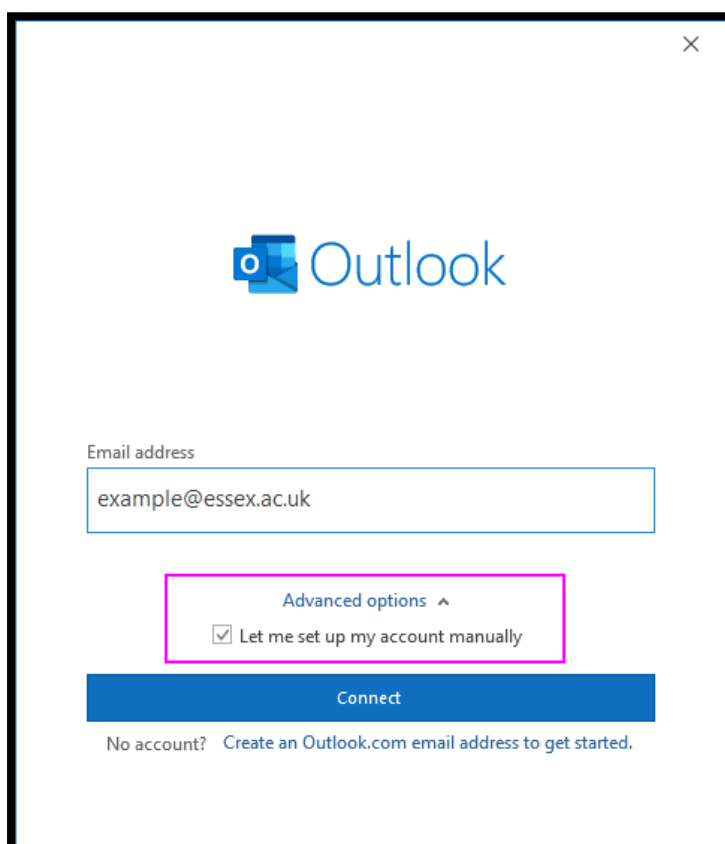 Outlook
Email address
example@essex.ac.uk
Advanced options
Let me set up my account manually
Connect
No account? Create an Outlook.com email address to get started.